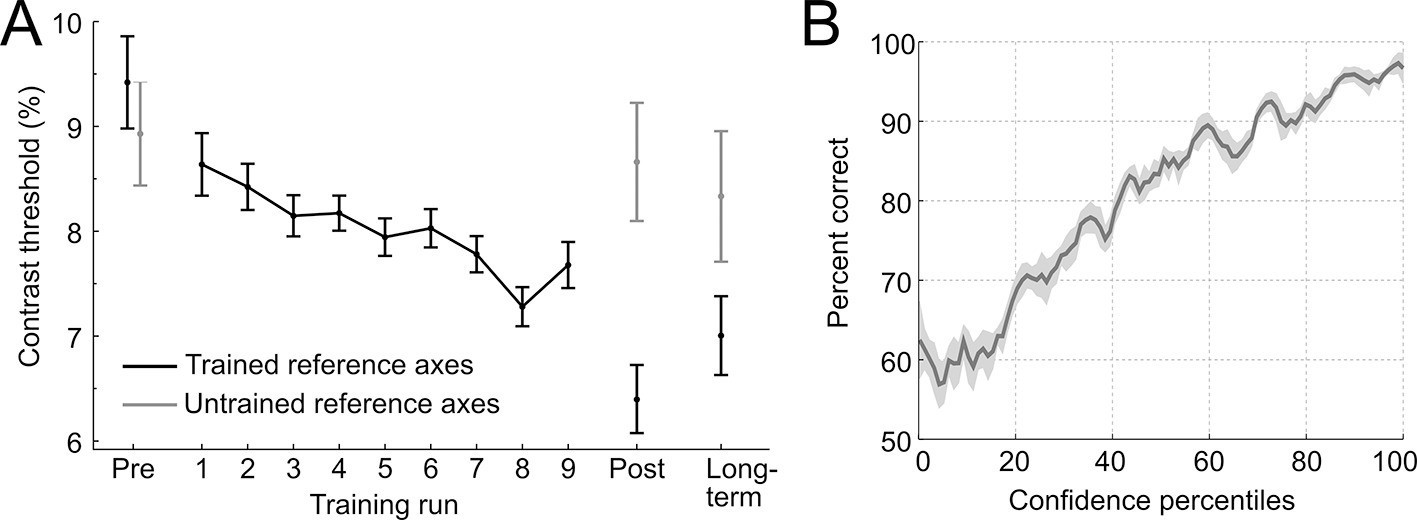 A
Contrast threshold (%)
10
9
8
7
6
Trained reference axes
Untrained reference axes
Pre 1 2 3 4 5 6 7 8 9 Post Long-
term
Training run
B
Percent correct
100
90
80
70
60
50
0 20 40 60 80 100
Confidence percentiles